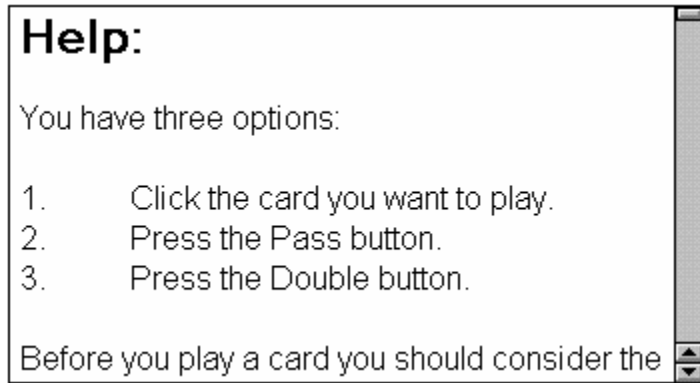 Help:
You have three options:
1. Click the card you want to play.
2. Press the Pass button.
3. Press the Double button.
Before you play a card you should consider the